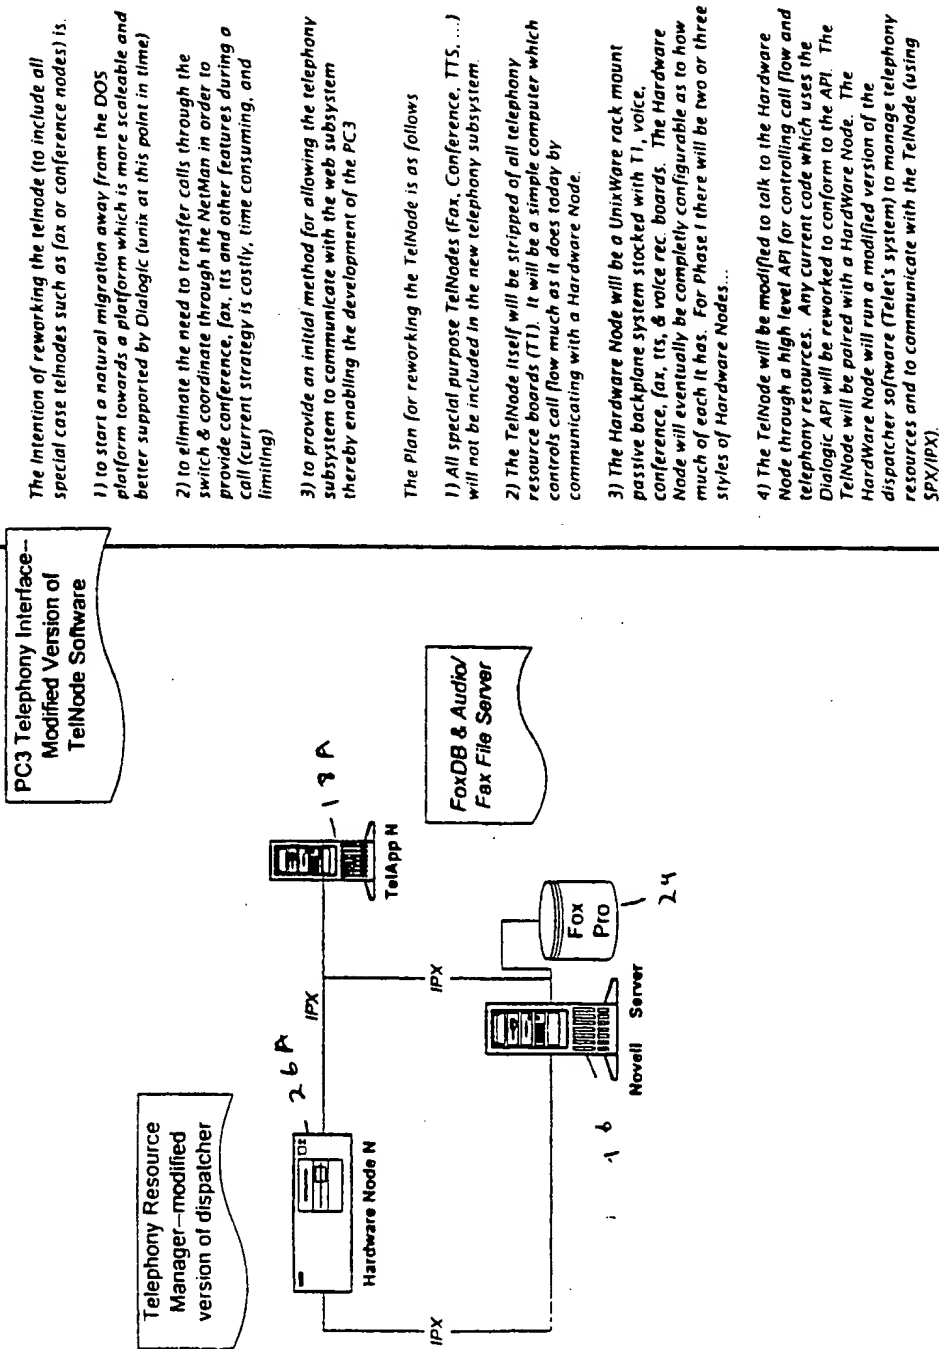 PC3 Telephony Interface--
Modified Version of
TelNode Software
Telephony Resource
Manager--modified
version of dispatcher
26A
Hardware Node N
IPX
18A
TelApp N
IPX
IPX
16
Novell Server
Fox
Pro
24
FoxDB & Audio/
Fax File Server
The Intention of reworking the telnode (to include all
special case telnodes such as fax or conference nodes) is.
1) to start a natural migration away from the DOS
platform towards a platform which is more scaleable and
better supported by Dialogic (unix at this point in time)
2) to eliminate the need to transfer calls through the
switch & coordinate through the NetMan in order to
provide conference, fax, tts and other features during a
call (current strategy is costly, time consuming, and
limiting)
3) to provide an initial method for allowing the telephony
subsystem to communicate with the web subsystem
thereby enabling the development of the PC3
The Plan for reworking the TelNode is as follows
1) All special purpose TelNodes (Fax, Conference, TTS, ...)
will not be included in the new telephony subsystem.
2) The TelNode itself will be stripped of all telephony
resource boards (T1). It will be a simple computer which
controls call flow much as it does today by
communicating with a Hardware Node.
3) The Hardware Node will be a UnixWare rack mount
passive backplane system stocked with T1, voice,
conference, fax, tts, & voice rec. boards. The Hardware
Node will eventually be completly configurable as to how
much of each it has. For Phase I there will be two or three
styles of Hardware Nodes...
4) The TelNode will be modified to talk to the Hardware
Node through a high level API for controlling call flow and
telephony resources. Any current code which uses the
Dialogic API will be reworked to conform to the API. The
TelNode will be paired with a HardWare Node. The
HardWare Node will run a modified version of the
dispatcher software (Telet's system) to manage telephony
resources and to communicate with the TelNode (using
SPX/IPX).